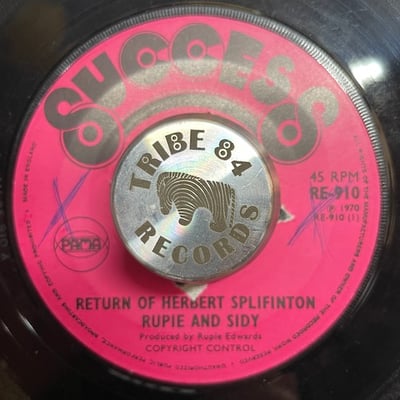 SUCCESS
TRIBE 84
RECORDS
MADE IN ENGLAND
PAMA
45 RPM
RE-910
℗ 1970
RE-910 (1)
RETURN OF HERBERT SPLIFINTON
RUPIE AND SIDY
Produced by Rupie Edwards
COPYRIGHT CONTROL